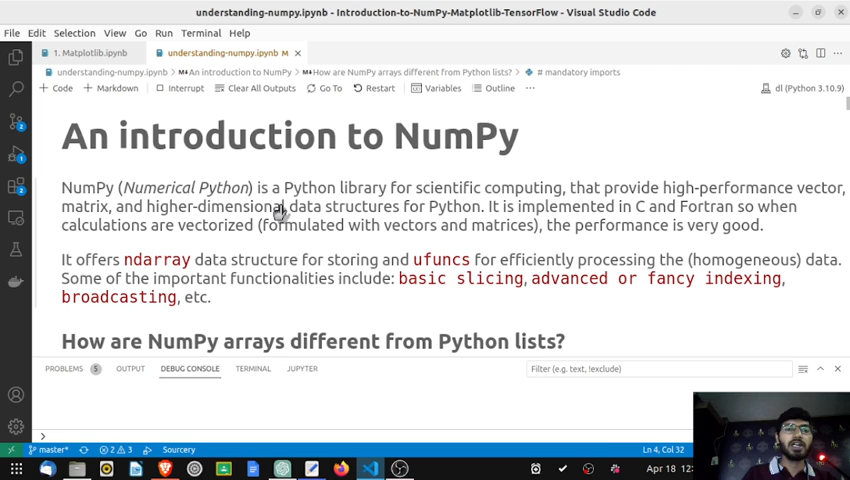 understanding-numpy.ipynb - Introduction-to-NumPy-Matplotlib-TensorFlow - Visual Studio Code
File Edit Selection View Go Run Terminal Help
1. Matplotlib.ipynb understanding-numpy.ipynb M
understanding-numpy.ipynb > An introduction to NumPy > How are NumPy arrays different from Python lists? > # mandatory imports
+ Code + Markdown Interrupt Clear All Outputs Go To Restart Variables Outline ... dl (Python 3.10.9)
An introduction to NumPy
NumPy (Numerical Python) is a Python library for scientific computing, that provide high-performance vector,
matrix, and higher-dimensional data structures for Python. It is implemented in C and Fortran so when
calculations are vectorized (formulated with vectors and matrices), the performance is very good.
It offers ndarray data structure for storing and ufuncs for efficiently processing the (homogeneous) data.
Some of the important functionalities include: basic slicing, advanced or fancy indexing,
broadcasting, etc.
How are NumPy arrays different from Python lists?
PROBLEMS 5 OUTPUT DEBUG CONSOLE TERMINAL JUPYTER Filter (e.g. text, !exclude)
master* 2 3 Sourcery Ln 4, Col 32
Apr 18 12: